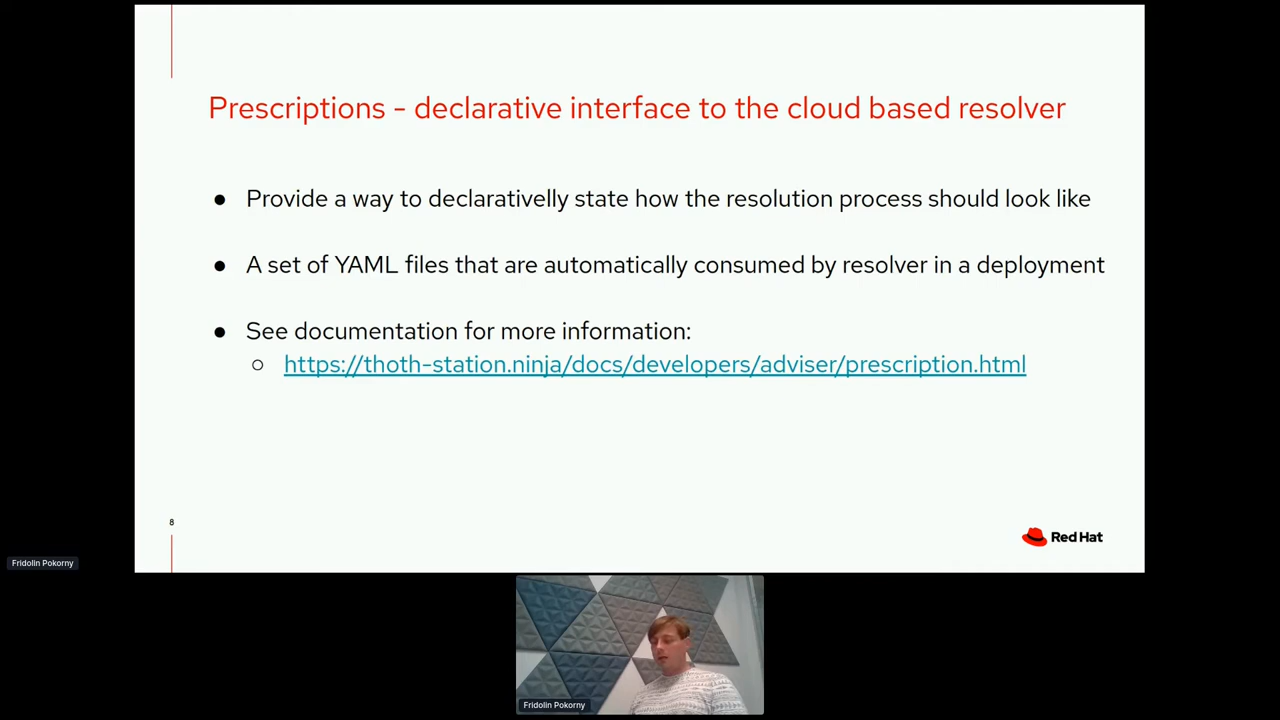 Prescriptions - declarative interface to the cloud based resolver
● Provide a way to declarativelly state how the resolution process should look like
● A set of YAML files that are automatically consumed by resolver in a deployment
● See documentation for more information:
○ https://thoth-station.ninja/docs/developers/adviser/prescription.html
8
Red Hat
Fridolin Pokorny
Fridolin Pokorny